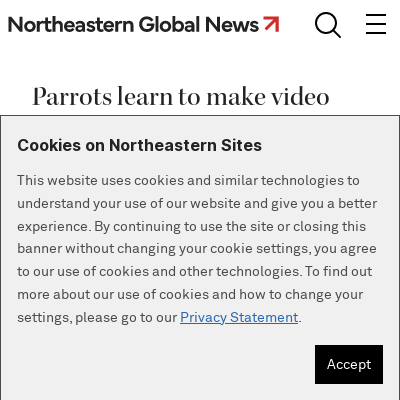 Northeastern Global News
Parrots learn to make video
Cookies on Northeastern Sites
This website uses cookies and similar technologies to
understand your use of our website and give you a better
experience. By continuing to use the site or closing this
banner without changing your cookie settings, you agree
to our use of cookies and other technologies. To find out
more about our use of cookies and how to change your
settings, please go to our Privacy Statement.
Accept